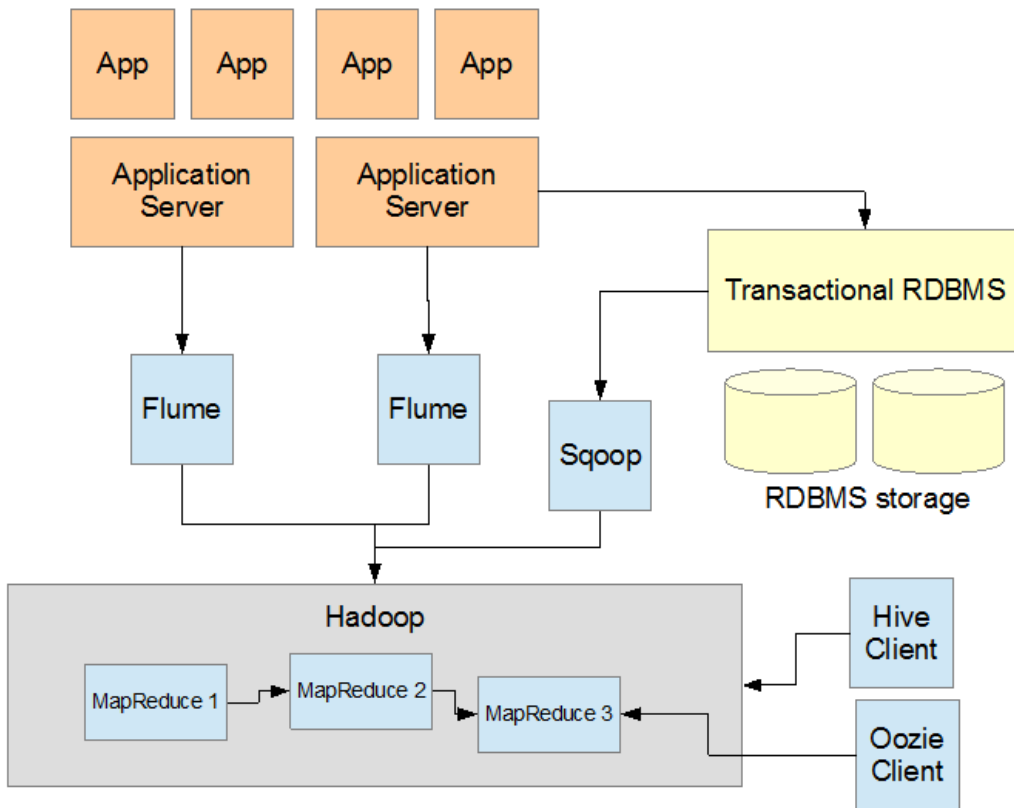 App
App
App
App
Application
Server
Application
Server
Transactional RDBMS
Flume
Flume
Sqoop
RDBMS storage
Hadoop
MapReduce 1
MapReduce 2
MapReduce 3
Hive
Client
Oozie
Client